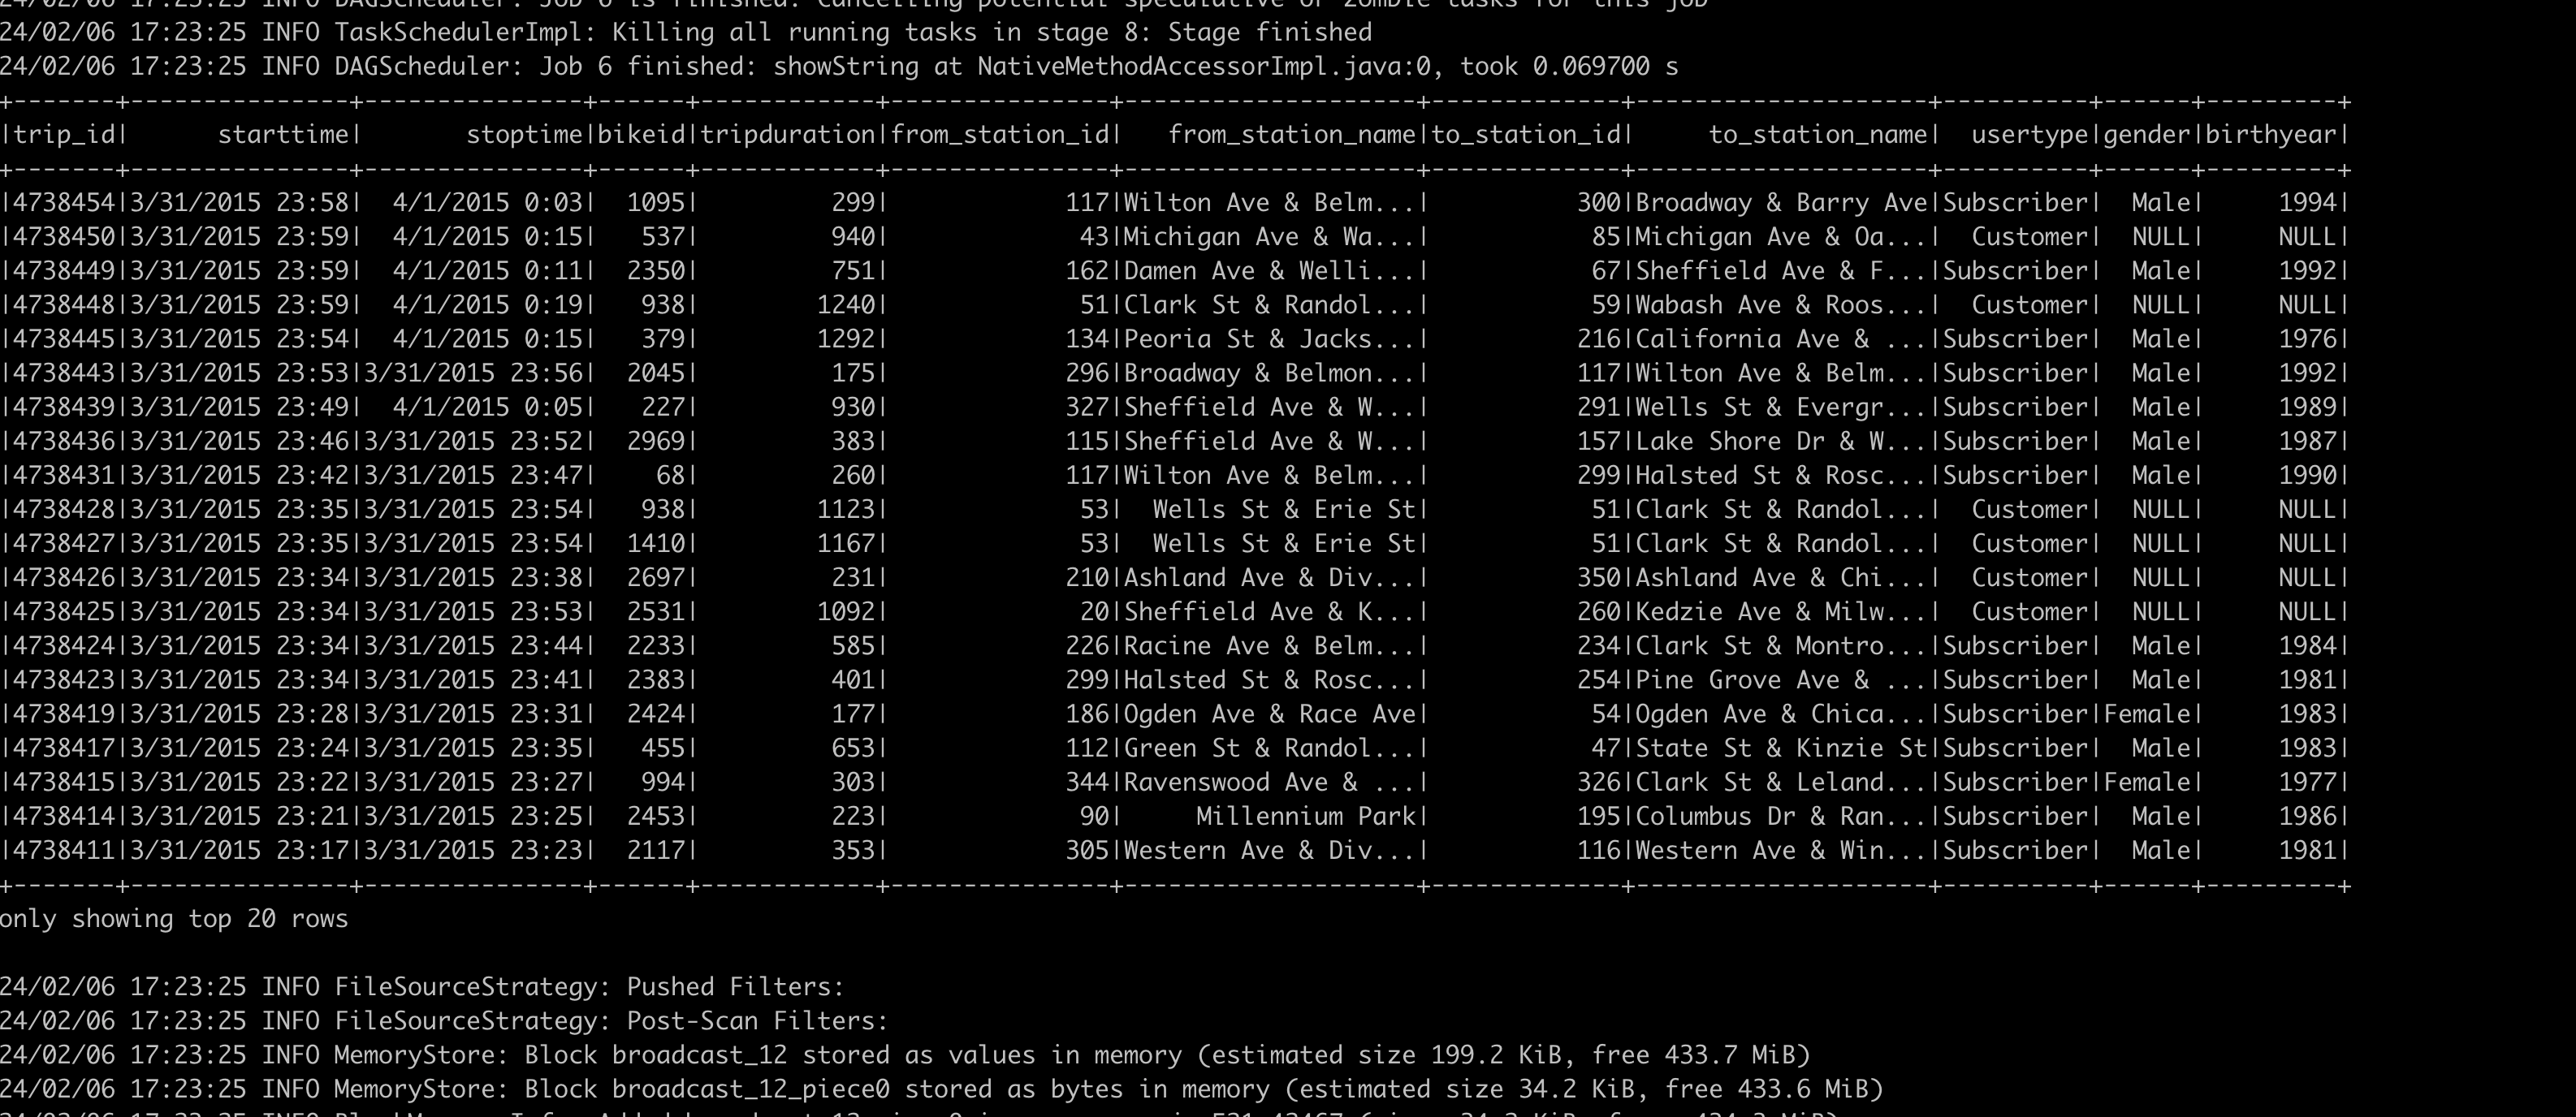 24/02/06 17:23:25 INFO DAGScheduler: Job 6 is finished. Cancelling potential speculative or zombie tasks for this job
24/02/06 17:23:25 INFO TaskSchedulerImpl: Killing all running tasks in stage 8: Stage finished
24/02/06 17:23:25 INFO DAGScheduler: Job 6 finished: showString at NativeMethodAccessorImpl.java:0, took 0.069700 s
+-------+---------------+---------------+------+------------+---------------+--------------------+-------------+--------------------+----------+------+---------+
|trip_id|      starttime|       stoptime|bikeid|tripduration|from_station_id|   from_station_name|to_station_id|     to_station_name|  usertype|gender|birthyear|
+-------+---------------+---------------+------+------------+---------------+--------------------+-------------+--------------------+----------+------+---------+
|4738454|3/31/2015 23:58|  4/1/2015 0:03|  1095|         299|            117|Wilton Ave & Belm...|          300|Broadway & Barry Ave|Subscriber|  Male|     1994|
|4738450|3/31/2015 23:59|  4/1/2015 0:15|   537|         940|             43|Michigan Ave & Wa...|           85|Michigan Ave & Oa...|  Customer|  NULL|     NULL|
|4738449|3/31/2015 23:59|  4/1/2015 0:11|  2350|         751|            162|Damen Ave & Welli...|           67|Sheffield Ave & F...|Subscriber|  Male|     1992|
|4738448|3/31/2015 23:59|  4/1/2015 0:19|   938|        1240|             51|Clark St & Randol...|           59|Wabash Ave & Roos...|  Customer|  NULL|     NULL|
|4738445|3/31/2015 23:54|  4/1/2015 0:15|   379|        1292|            134|Peoria St & Jacks...|          216|California Ave & ...|Subscriber|  Male|     1976|
|4738443|3/31/2015 23:53|3/31/2015 23:56|  2045|         175|            296|Broadway & Belmon...|          117|Wilton Ave & Belm...|Subscriber|  Male|     1992|
|4738439|3/31/2015 23:49|  4/1/2015 0:05|   227|         930|            327|Sheffield Ave & W...|          291|Wells St & Evergr...|Subscriber|  Male|     1989|
|4738436|3/31/2015 23:46|3/31/2015 23:52|  2969|         383|            115|Sheffield Ave & W...|          157|Lake Shore Dr & W...|Subscriber|  Male|     1987|
|4738431|3/31/2015 23:42|3/31/2015 23:47|    68|         260|            117|Wilton Ave & Belm...|          299|Halsted St & Rosc...|Subscriber|  Male|     1990|
|4738428|3/31/2015 23:35|3/31/2015 23:54|   938|        1123|             53|  Wells St & Erie St|           51|Clark St & Randol...|  Customer|  NULL|     NULL|
|4738427|3/31/2015 23:35|3/31/2015 23:54|  1410|        1167|             53|  Wells St & Erie St|           51|Clark St & Randol...|  Customer|  NULL|     NULL|
|4738426|3/31/2015 23:34|3/31/2015 23:38|  2697|         231|            210|Ashland Ave & Div...|          350|Ashland Ave & Chi...|  Customer|  NULL|     NULL|
|4738425|3/31/2015 23:34|3/31/2015 23:53|  2531|        1092|             20|Sheffield Ave & K...|          260|Kedzie Ave & Milw...|  Customer|  NULL|     NULL|
|4738424|3/31/2015 23:34|3/31/2015 23:44|  2233|         585|            226|Racine Ave & Belm...|          234|Clark St & Montro...|Subscriber|  Male|     1984|
|4738423|3/31/2015 23:34|3/31/2015 23:41|  2383|         401|            299|Halsted St & Rosc...|          254|Pine Grove Ave & ...|Subscriber|  Male|     1981|
|4738419|3/31/2015 23:28|3/31/2015 23:31|  2424|         177|            186|Ogden Ave & Race Ave|           54|Ogden Ave & Chica...|Subscriber|Female|     1983|
|4738417|3/31/2015 23:24|3/31/2015 23:35|   455|         653|            112|Green St & Randol...|           47|State St & Kinzie St|Subscriber|  Male|     1983|
|4738415|3/31/2015 23:22|3/31/2015 23:27|   994|         303|            344|Ravenswood Ave & ...|          326|Clark St & Leland...|Subscriber|Female|     1977|
|4738414|3/31/2015 23:21|3/31/2015 23:25|  2453|         223|             90|     Millennium Park|          195|Columbus Dr & Ran...|Subscriber|  Male|     1986|
|4738411|3/31/2015 23:17|3/31/2015 23:23|  2117|         353|            305|Western Ave & Div...|          116|Western Ave & Win...|Subscriber|  Male|     1981|
+-------+---------------+---------------+------+------------+---------------+--------------------+-------------+--------------------+----------+------+---------+
only showing top 20 rows
24/02/06 17:23:25 INFO FileSourceStrategy: Pushed Filters:
24/02/06 17:23:25 INFO FileSourceStrategy: Post-Scan Filters:
24/02/06 17:23:25 INFO MemoryStore: Block broadcast_12 stored as values in memory (estimated size 199.2 KiB, free 433.7 MiB)
24/02/06 17:23:25 INFO MemoryStore: Block broadcast_12_piece0 stored as bytes in memory (estimated size 34.2 KiB, free 433.6 MiB)